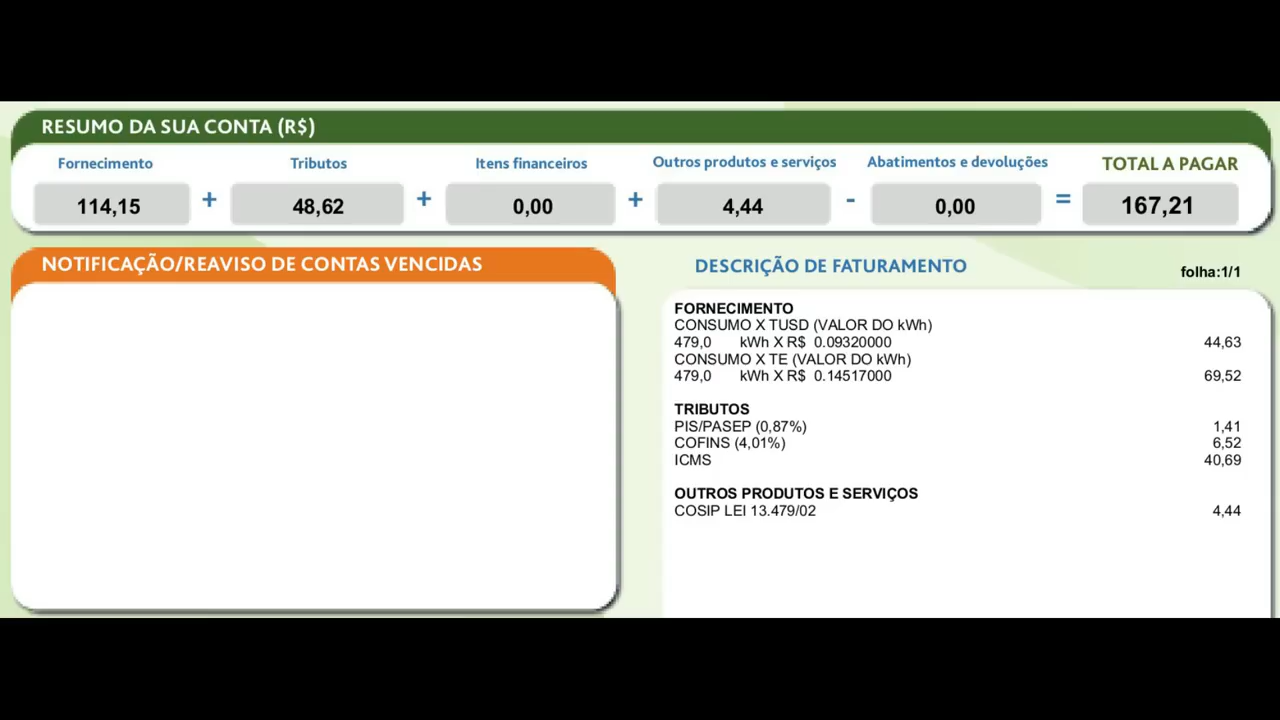 RESUMO DA SUA CONTA (R$)
Fornecimento Tributos Itens financeiros Outros produtos e serviços Abatimentos e devoluções TOTAL A PAGAR
114,15 + 48,62 + 0,00 + 4,44 - 0,00 = 167,21
NOTIFICAÇÃO/REAVISO DE CONTAS VENCIDAS
DESCRIÇÃO DE FATURAMENTO folha:1/1
FORNECIMENTO
CONSUMO X TUSD (VALOR DO kWh)
479,0 kWh X R$ 0.09320000 44,63
CONSUMO X TE (VALOR DO kWh)
479,0 kWh X R$ 0.14517000 69,52
TRIBUTOS
PIS/PASEP (0,87%) 1,41
COFINS (4,01%) 6,52
ICMS 40,69
OUTROS PRODUTOS E SERVIÇOS
COSIP LEI 13.479/02 4,44